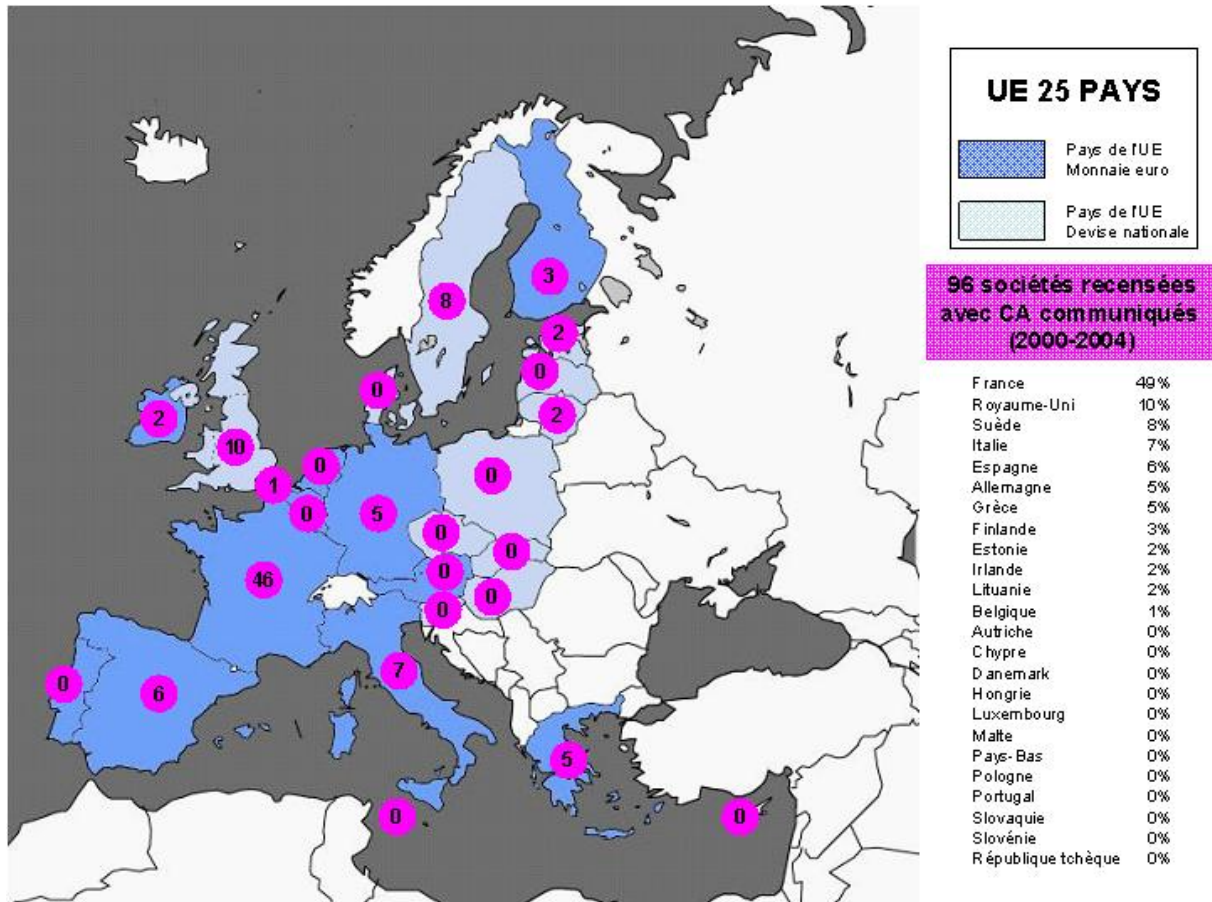 UE 25 PAYS
Pays de l'UE
Monnaie euro
Pays de l'UE
Devise nationale
96 sociétés recensées
avec CA communiqués
(2000-2004)
France 49%
Royaume-Uni 10%
Suède 8%
Italie 7%
Espagne 6%
Allemagne 5%
Grèce 5%
Finlande 3%
Estonie 2%
Irlande 2%
Lituanie 2%
Belgique 1%
Autriche 0%
Chypre 0%
Danemark 0%
Hongrie 0%
Luxembourg 0%
Malte 0%
Pays-Bas 0%
Pologne 0%
Portugal 0%
Slovaquie 0%
Slovénie 0%
République tchèque 0%
3
8
2
0
0
2
2
10
0
0
1
0
5
0
0
46
0
0
0
7
0
6
5
0
0